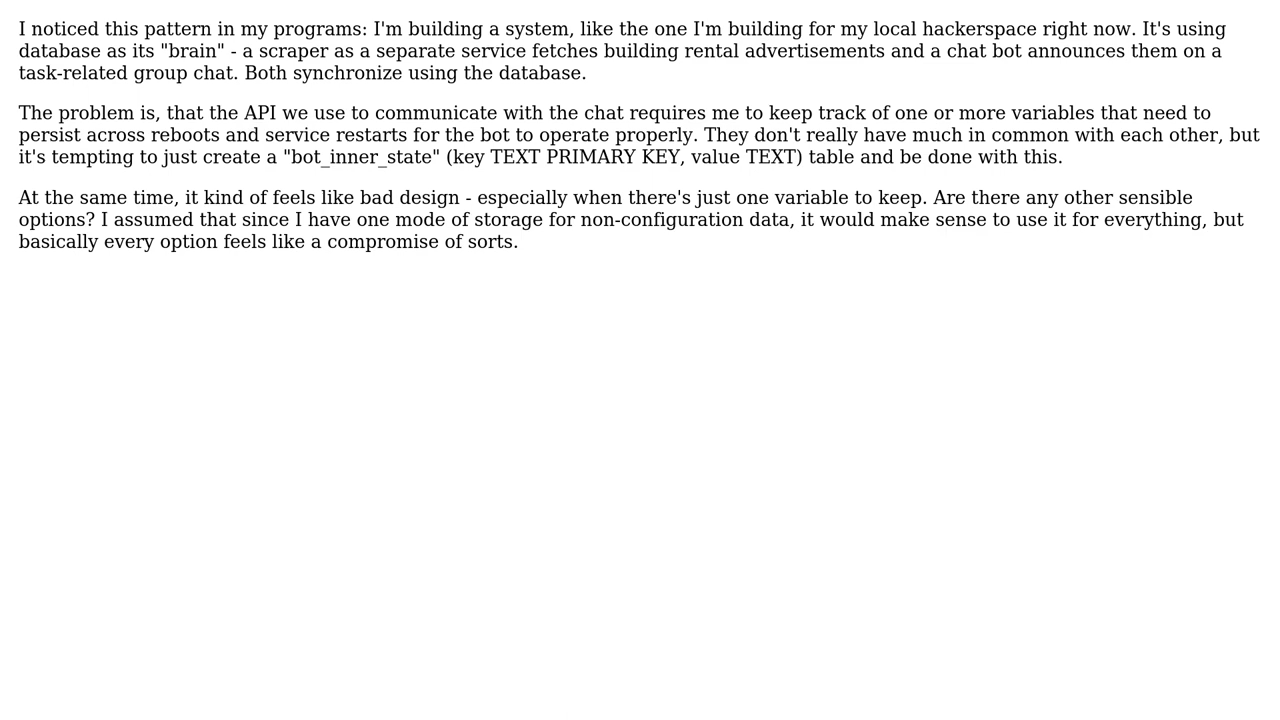 I noticed this pattern in my programs: I'm building a system, like the one I'm building for my local hackerspace right now. It's using
database as its "brain" - a scraper as a separate service fetches building rental advertisements and a chat bot announces them on a
task-related group chat. Both synchronize using the database.
The problem is, that the API we use to communicate with the chat requires me to keep track of one or more variables that need to
persist across reboots and service restarts for the bot to operate properly. They don't really have much in common with each other, but
it's tempting to just create a "bot_inner_state" (key TEXT PRIMARY KEY, value TEXT) table and be done with this.
At the same time, it kind of feels like bad design - especially when there's just one variable to keep. Are there any other sensible
options? I assumed that since I have one mode of storage for non-configuration data, it would make sense to use it for everything, but
basically every option feels like a compromise of sorts.